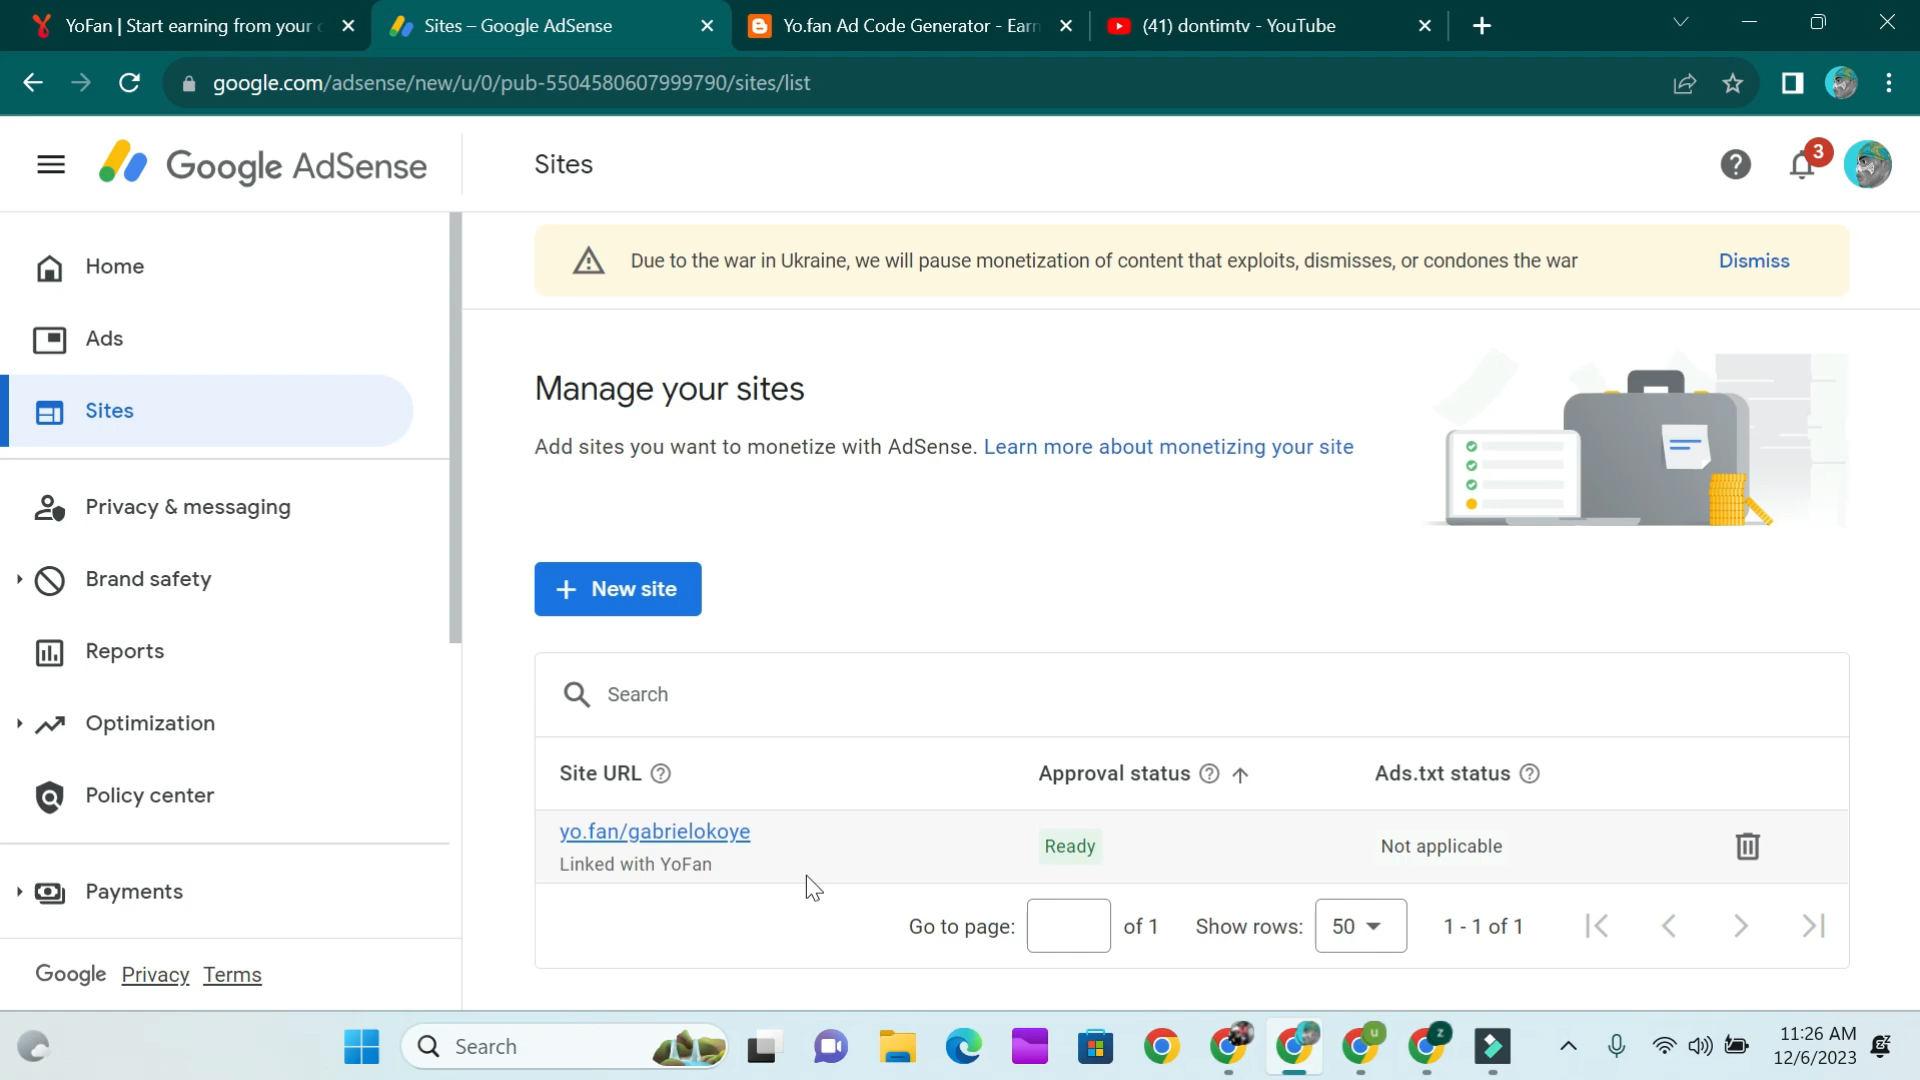 YoFan | Start earning from your
Sites – Google AdSense
Yo.fan Ad Code Generator - Earn
(41) dontimtv - YouTube
google.com/adsense/new/u/0/pub-5504580607999790/sites/list
Google AdSense
Sites
3
Home
Ads
Sites
Privacy & messaging
Brand safety
Reports
Optimization
Policy center
Payments
Google Privacy Terms
Due to the war in Ukraine, we will pause monetization of content that exploits, dismisses, or condones the war
Dismiss
Manage your sites
Add sites you want to monetize with AdSense. Learn more about monetizing your site
+ New site
Search
Site URL
Approval status
Ads.txt status
yo.fan/gabrielokoye
Linked with YoFan
Ready
Not applicable
Go to page:
of 1
Show rows:
50
1 - 1 of 1
Search
u
z
11:26 AM
12/6/2023